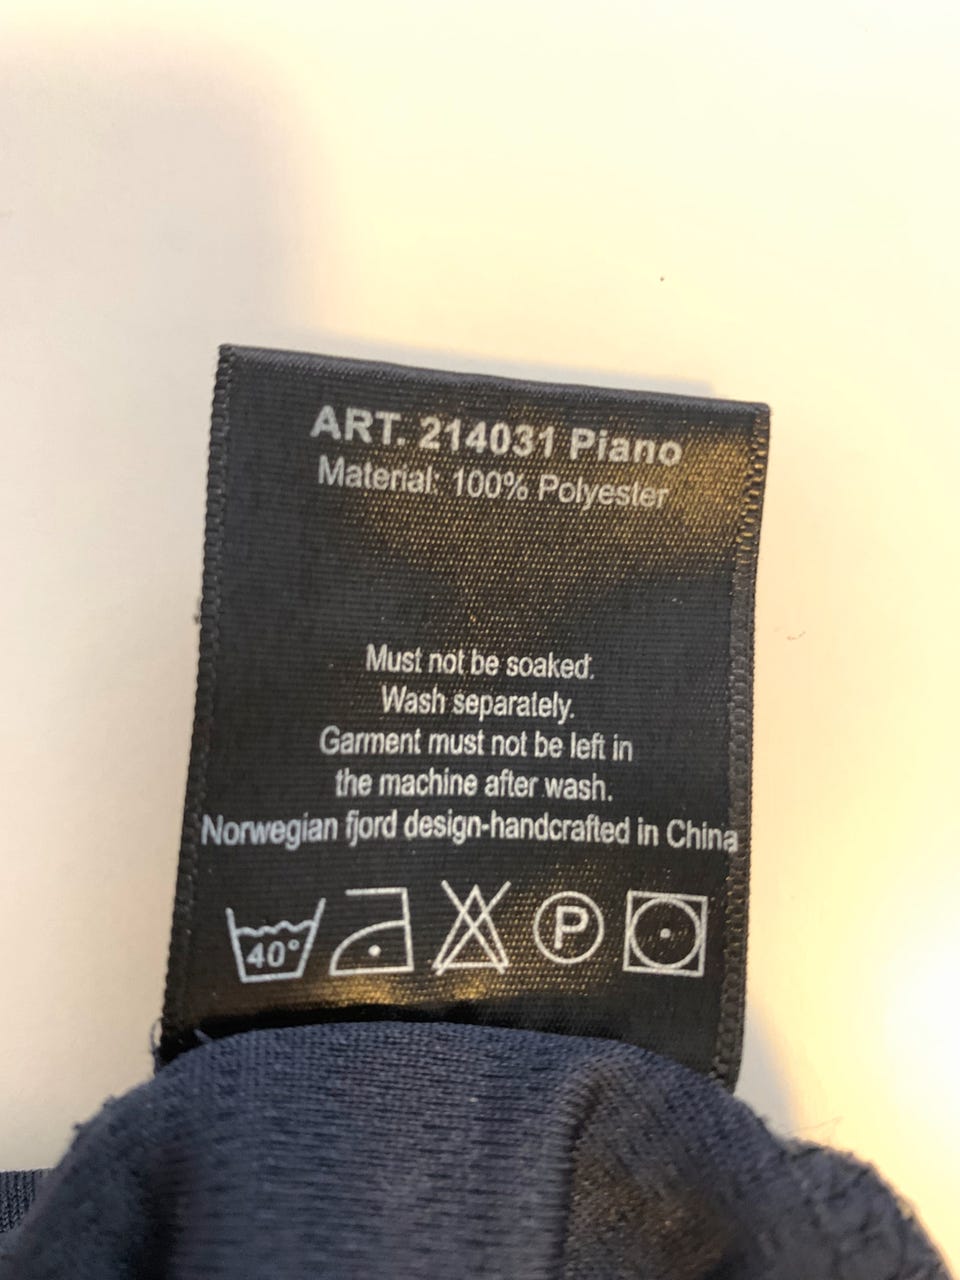 ART. 214031 Piano
Material: 100% Polyester
Must not be soaked.
Wash separately.
Garment must not be left in
the machine after wash.
Norwegian fjord design-handcrafted in China
40° P